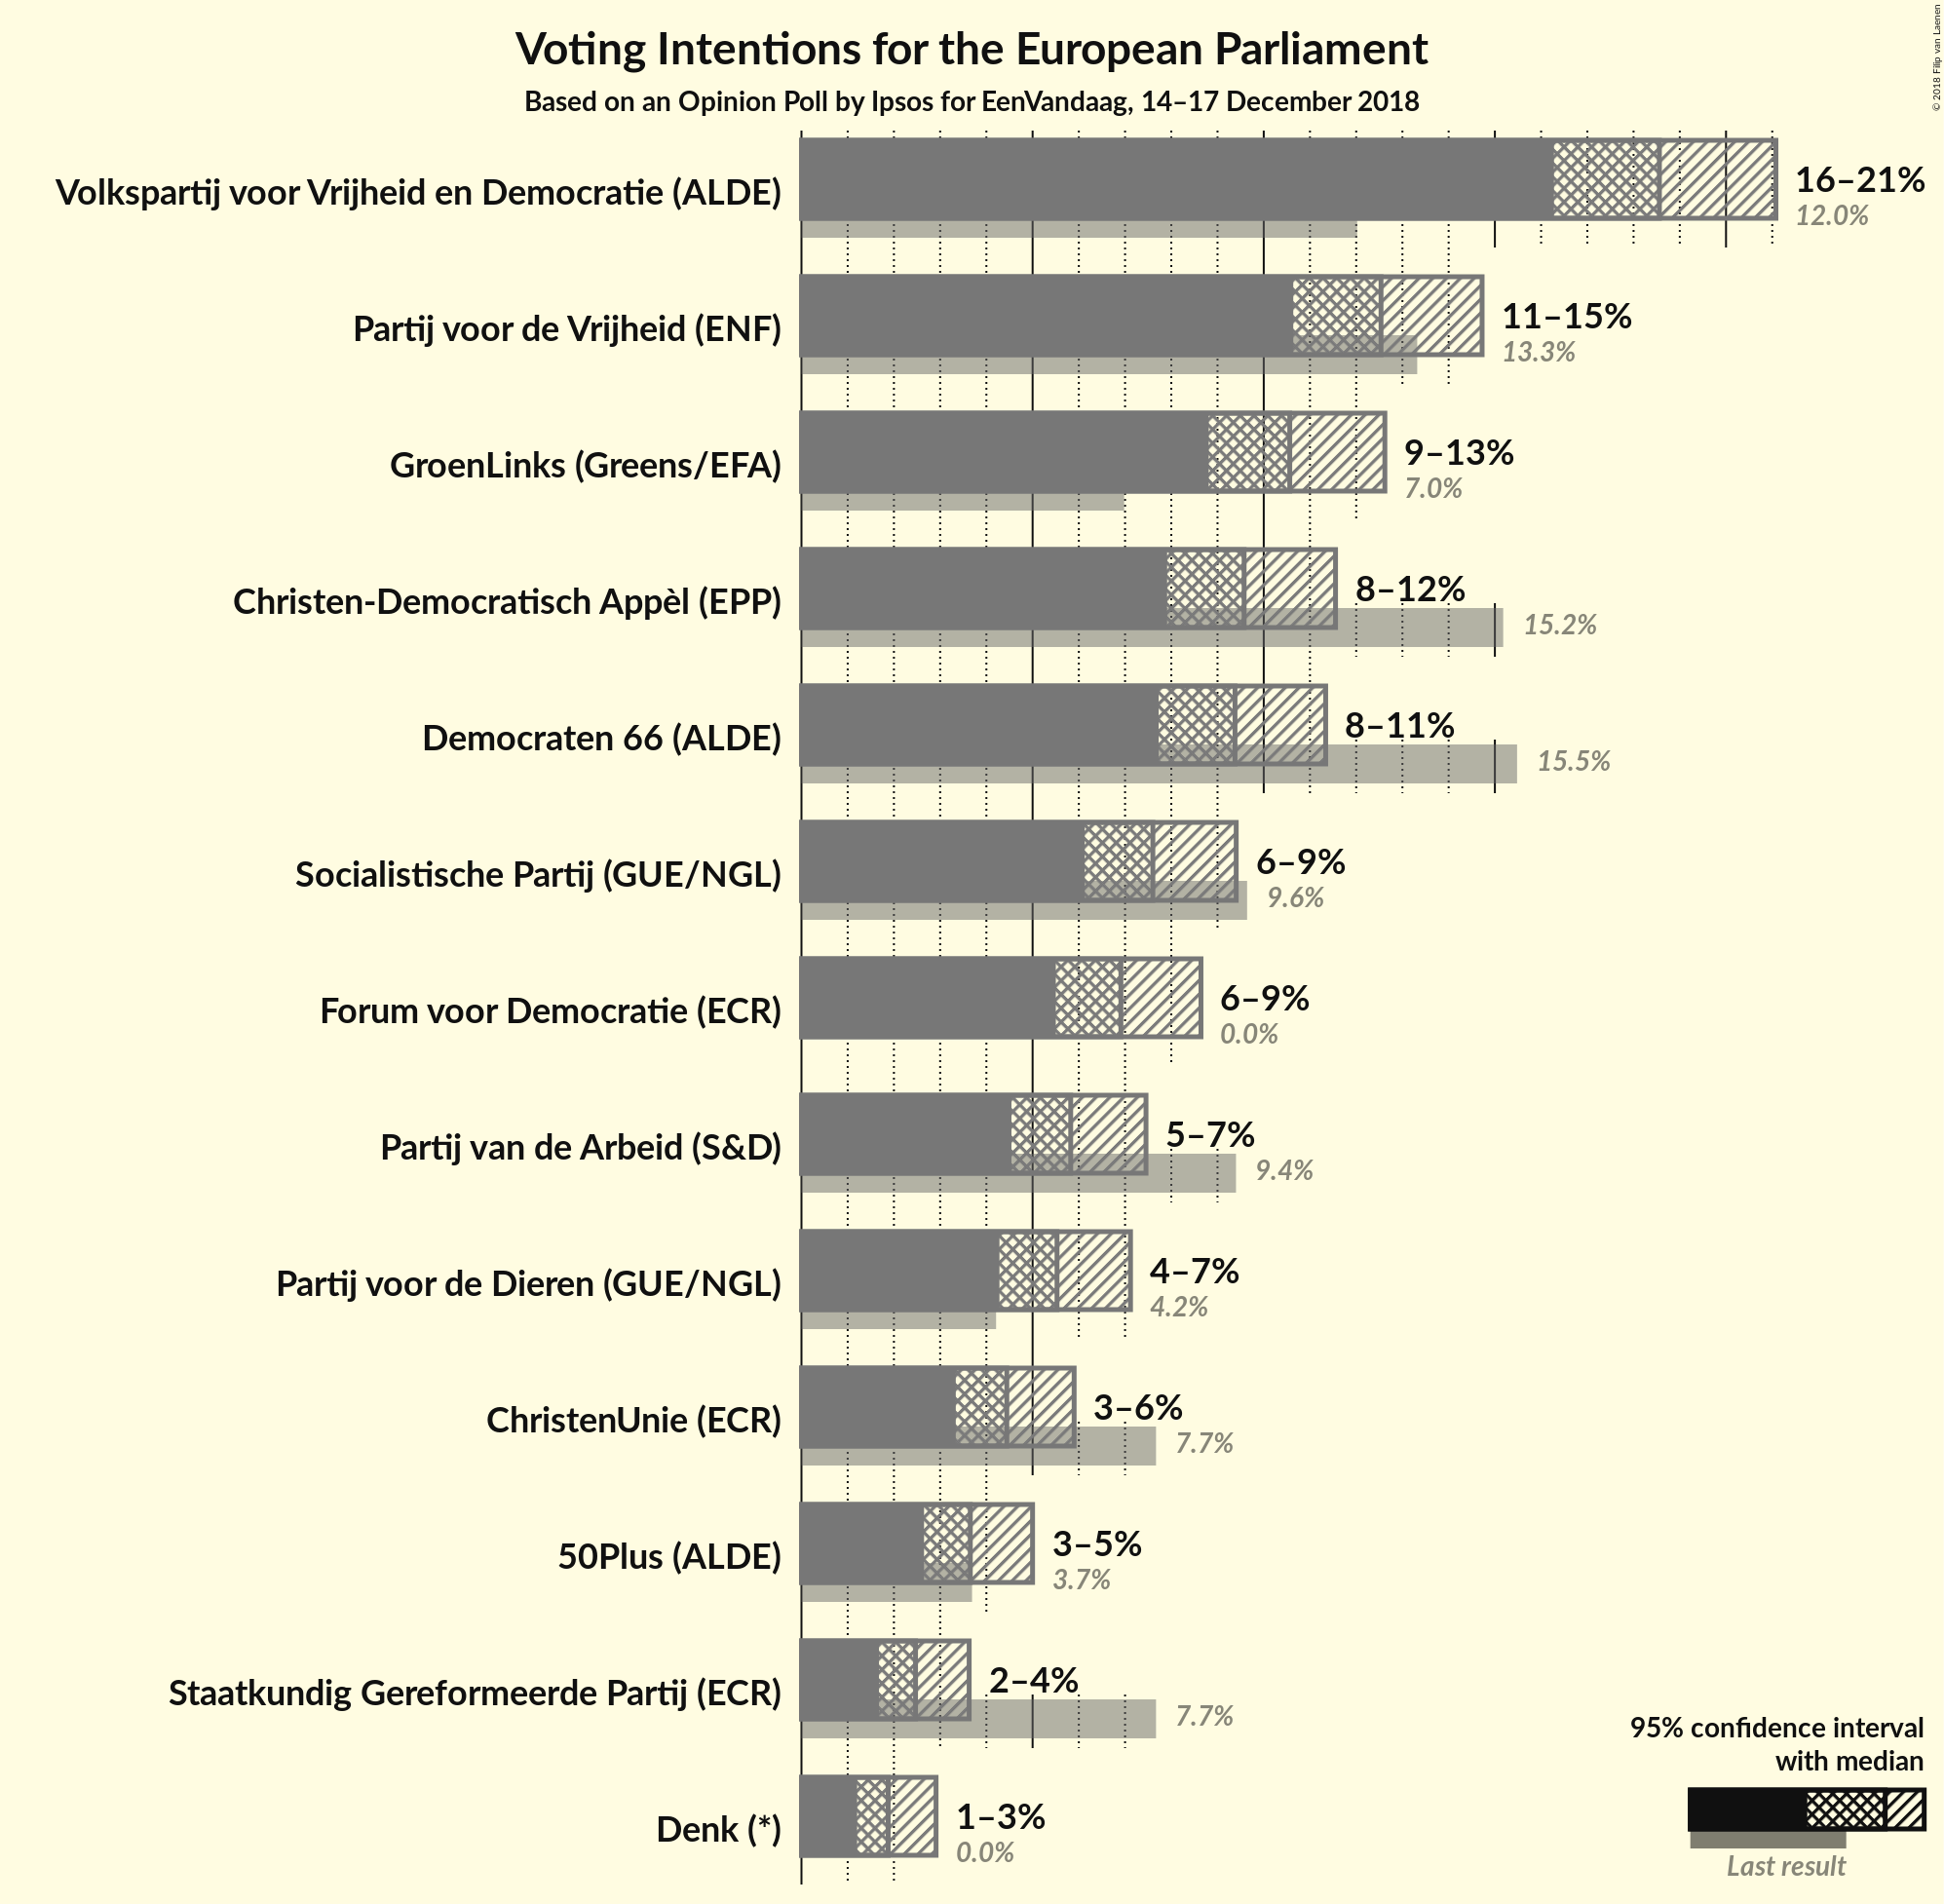 Voting Intentions for the European Parliament
Based on an Opinion Poll by Ipsos for EenVandaag, 14–17 December 2018
© 2018 Filip van Laenen
Volkspartij voor Vrijheid en Democratie (ALDE)
16–21%
12.0%
Partij voor de Vrijheid (ENF)
11–15%
13.3%
GroenLinks (Greens/EFA)
9–13%
7.0%
Christen-Democratisch Appèl (EPP)
8–12%
15.2%
Democraten 66 (ALDE)
8–11%
15.5%
Socialistische Partij (GUE/NGL)
6–9%
9.6%
Forum voor Democratie (ECR)
6–9%
0.0%
Partij van de Arbeid (S&D)
5–7%
9.4%
Partij voor de Dieren (GUE/NGL)
4–7%
4.2%
ChristenUnie (ECR)
3–6%
7.7%
50Plus (ALDE)
3–5%
3.7%
Staatkundig Gereformeerde Partij (ECR)
2–4%
7.7%
Denk (*)
1–3%
0.0%
95% confidence interval
with median
Last result